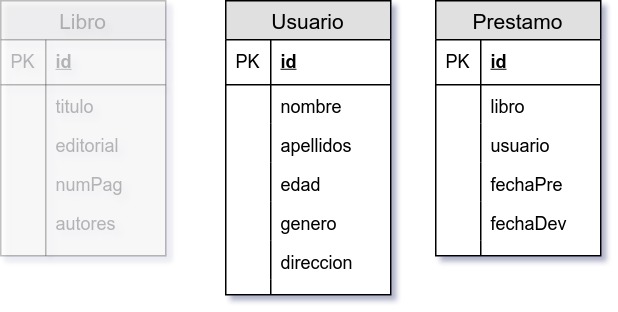 Libro
PK id
titulo
editorial
numPag
autores
Usuario
PK id
nombre
apellidos
edad
genero
direccion
Prestamo
PK id
libro
usuario
fechaPre
fechaDev